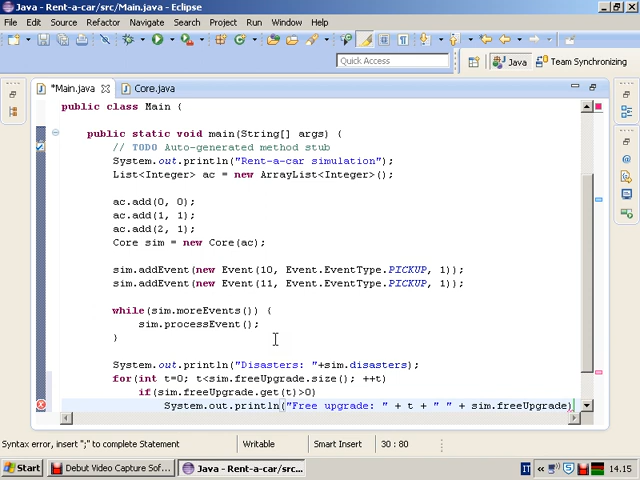 Java - Rent-a-car/src/Main.java - Eclipse
File Edit Source Refactor Navigate Search Project Run Window Help
Quick Access
Java
Team Synchronizing
*Main.java
Core.java
public class Main {
public static void main(String[] args) {
// TODO Auto-generated method stub
System.out.println("Rent-a-car simulation");
List<Integer> ac = new ArrayList<Integer>();
ac.add(0, 0);
ac.add(1, 1);
ac.add(2, 1);
Core sim = new Core(ac);
sim.addEvent(new Event(10, Event.EventType.PICKUP, 1));
sim.addEvent(new Event(11, Event.EventType.PICKUP, 1));
while(sim.moreEvents()) {
sim.processEvent();
}
System.out.println("Disasters: "+sim.disasters);
for(int t=0; t<sim.freeUpgrade.size(); ++t)
if(sim.freeUpgrade.get(t)>0)
System.out.println("Free upgrade: " + t + " " + sim.freeUpgrade)
Syntax error, insert ";" to complete Statement
Writable
Smart Insert
30 : 80
Start
Debut Video Capture Sof...
Java - Rent-a-car/src...
IT
14.15